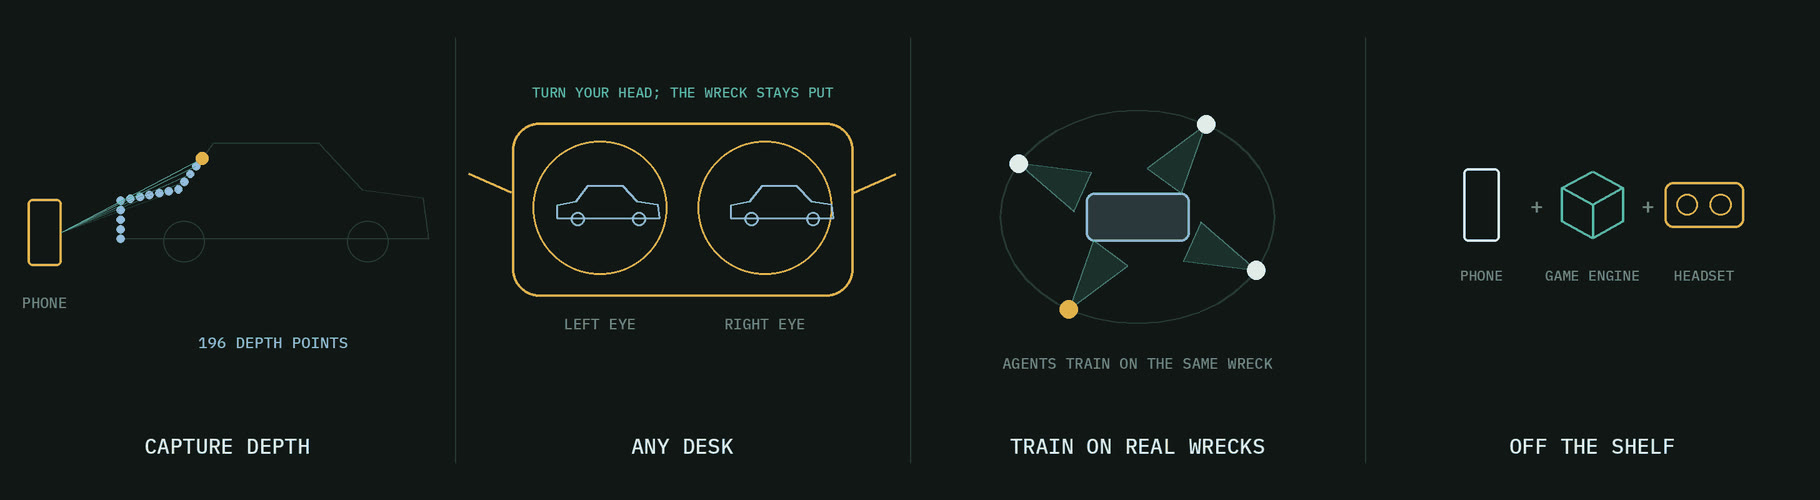 PHONE
196 DEPTH POINTS
CAPTURE DEPTH
TURN YOUR HEAD; THE WRECK STAYS PUT
LEFT EYE
RIGHT EYE
ANY DESK
AGENTS TRAIN ON THE SAME WRECK
TRAIN ON REAL WRECKS
+
+
PHONE
GAME ENGINE
HEADSET
OFF THE SHELF